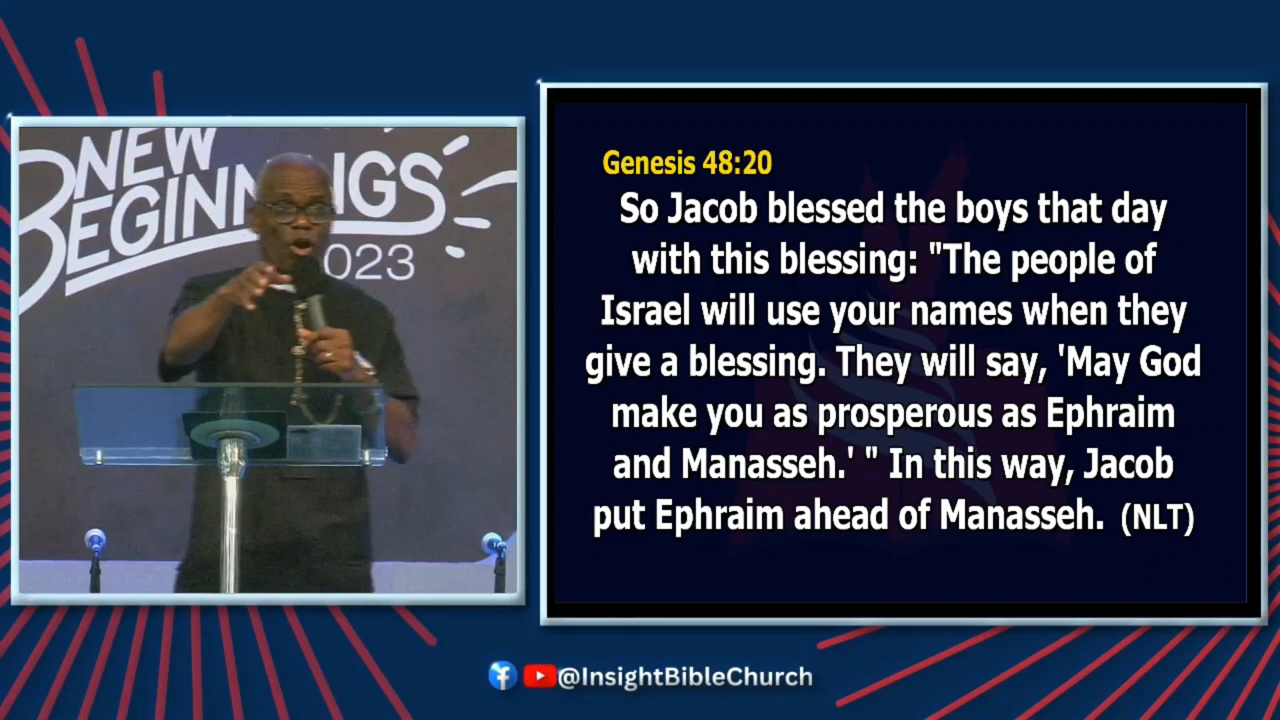 NEW
BEGINN IGS
023
Genesis 48:20
So Jacob blessed the boys that day
with this blessing: "The people of
Israel will use your names when they
give a blessing. They will say, 'May God
make you as prosperous as Ephraim
and Manasseh.' " In this way, Jacob
put Ephraim ahead of Manasseh. (NLT)
@InsightBibleChurch